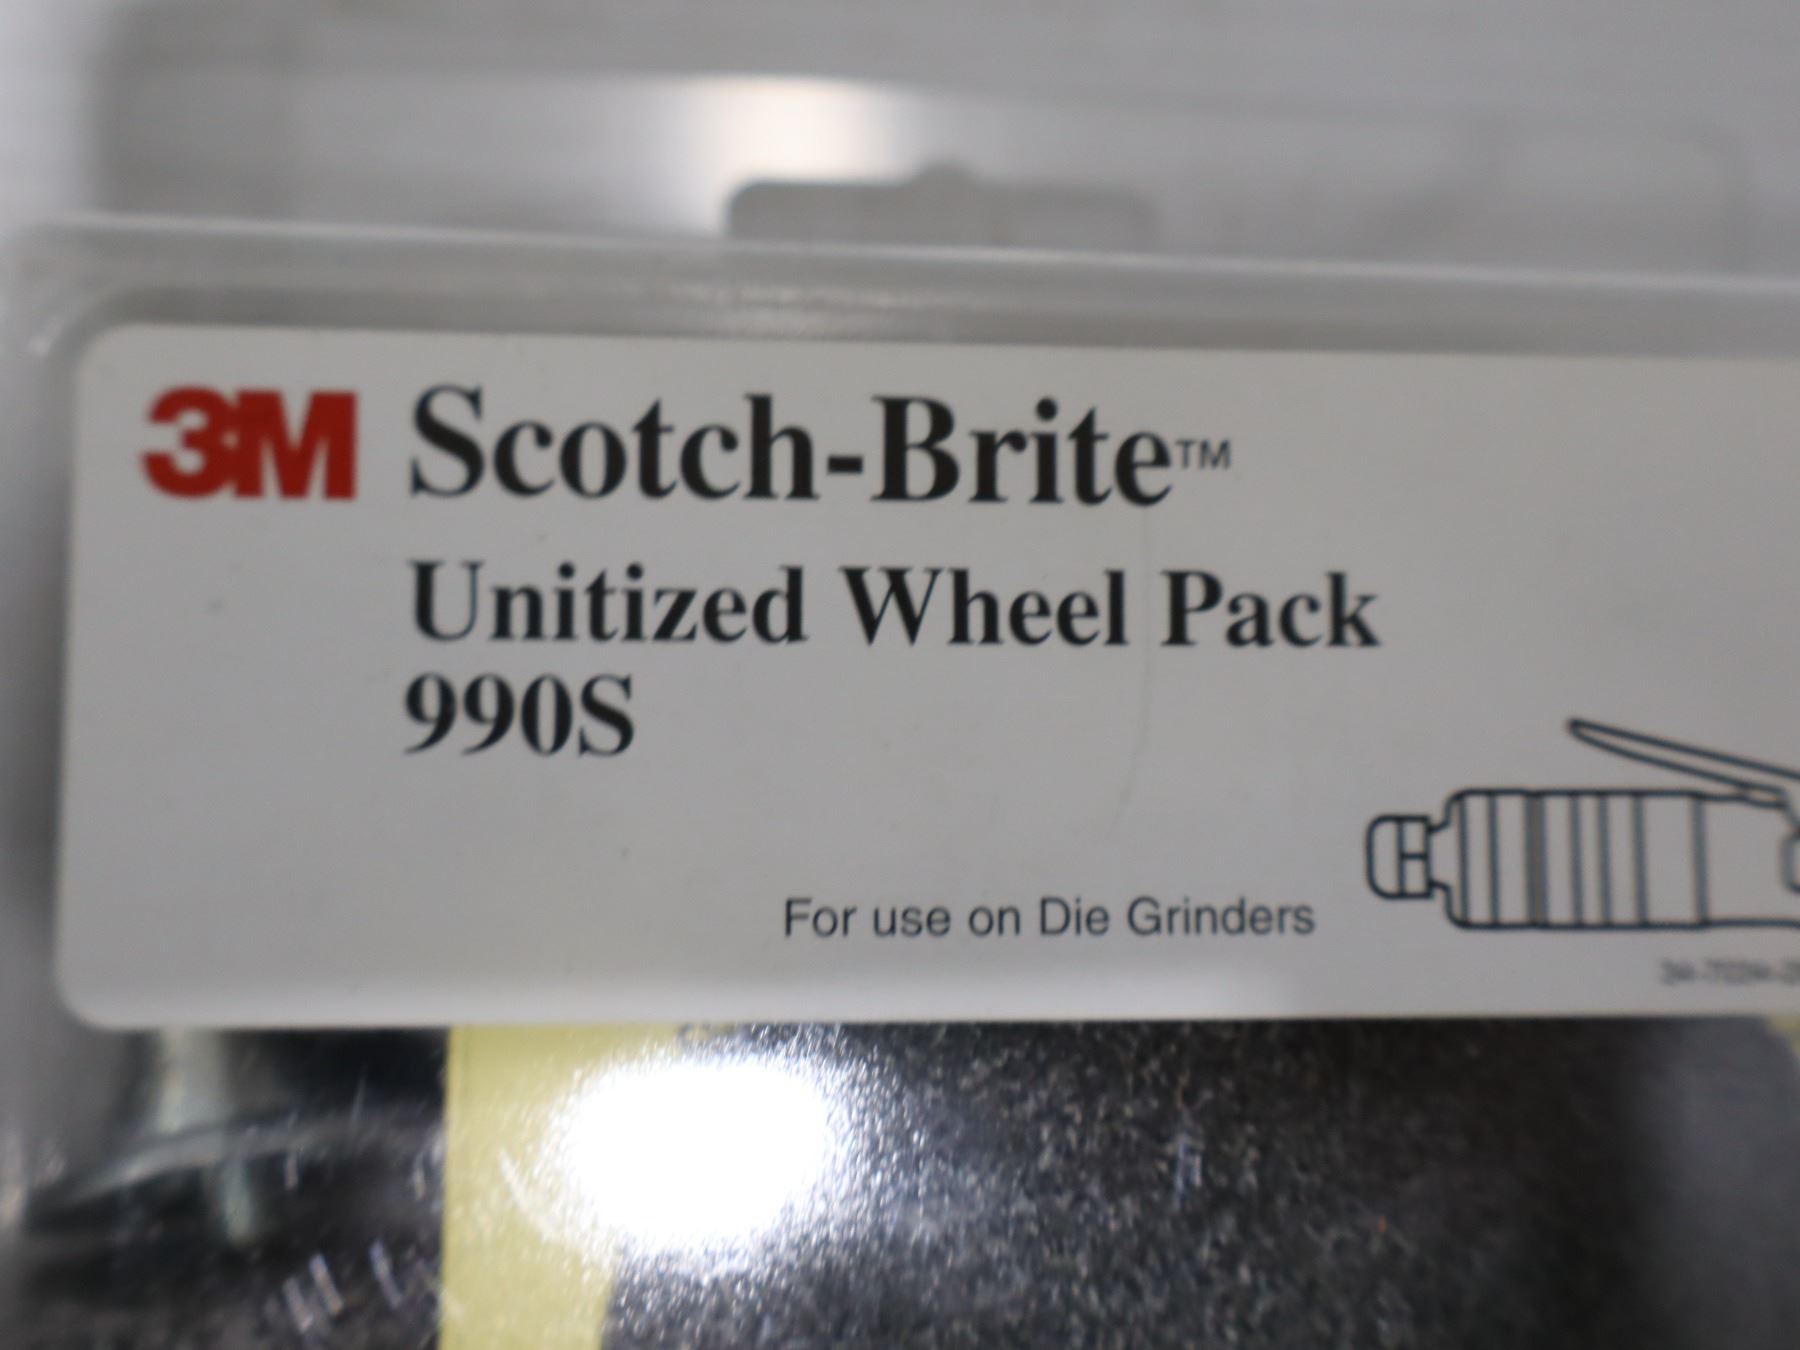 3M Scotch-Brite™
Unitized Wheel Pack
990S
For use on Die Grinders